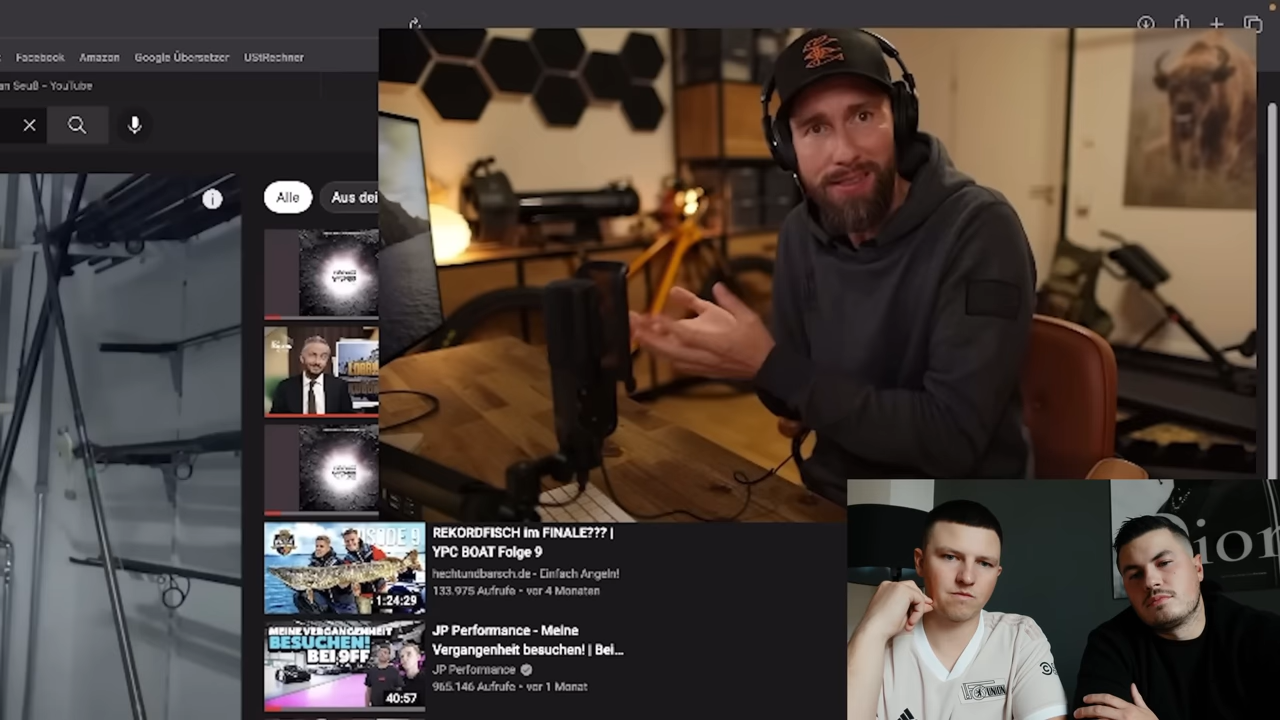 Facebook
Amazon
Google Übersetzer
UStRechner
an Seuß - YouTube
Alle
Aus dei
REKORDFISCH im FINALE??? |
YPC BOAT Folge 9
hechtundbarsch.de - Einfach Angeln!
133.975 Aufrufe • vor 4 Monaten
1:24:29
MEINE VERGANGENHEIT
BESUCHEN!
BEI 9FF
40:57
JP Performance - Meine
Vergangenheit besuchen! | Bei...
JP Performance
965.146 Aufrufe • vor 1 Monat
ion
UNION